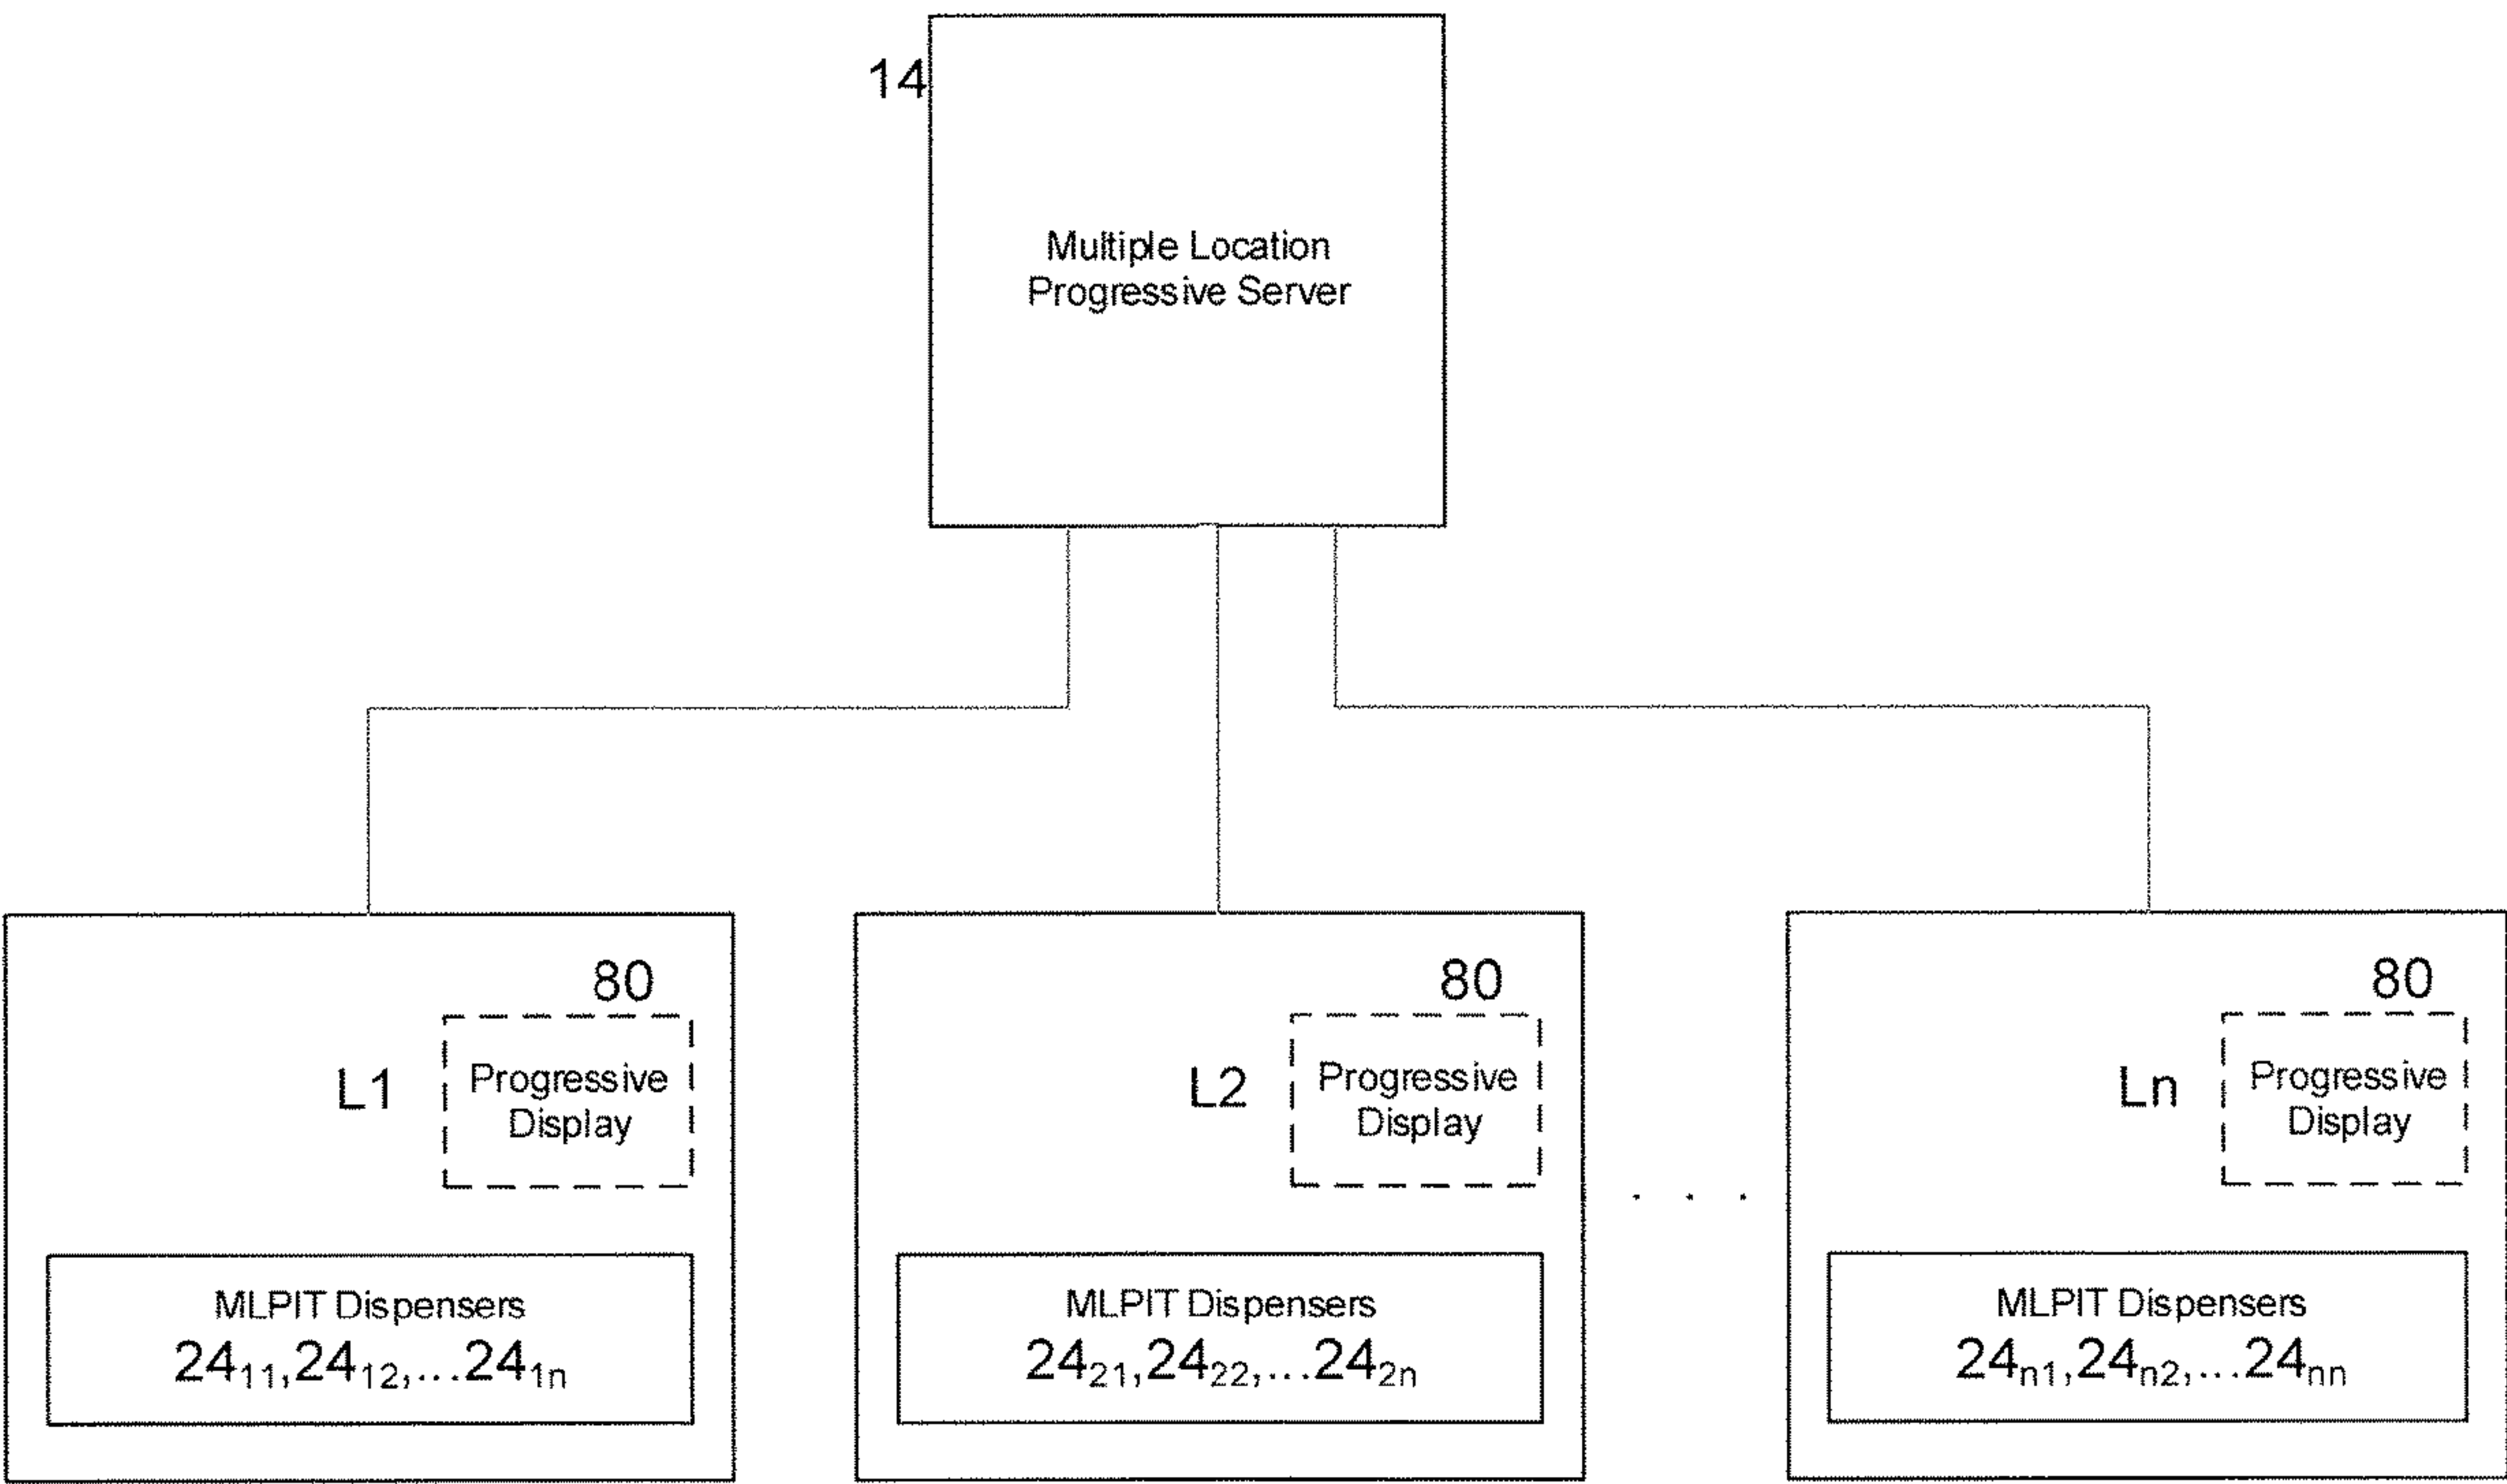 14
Multiple Location
Progressive Server
80
L1
Progressive
Display
MLPIT Dispensers
24₁₁,24₁₂,...24₁ₙ
80
L2
Progressive
Display
. . .
MLPIT Dispensers
24₂₁,24₂₂,...24₂ₙ
80
Ln
Progressive
Display
MLPIT Dispensers
24ₙ₁,24ₙ₂,...24ₙₙ